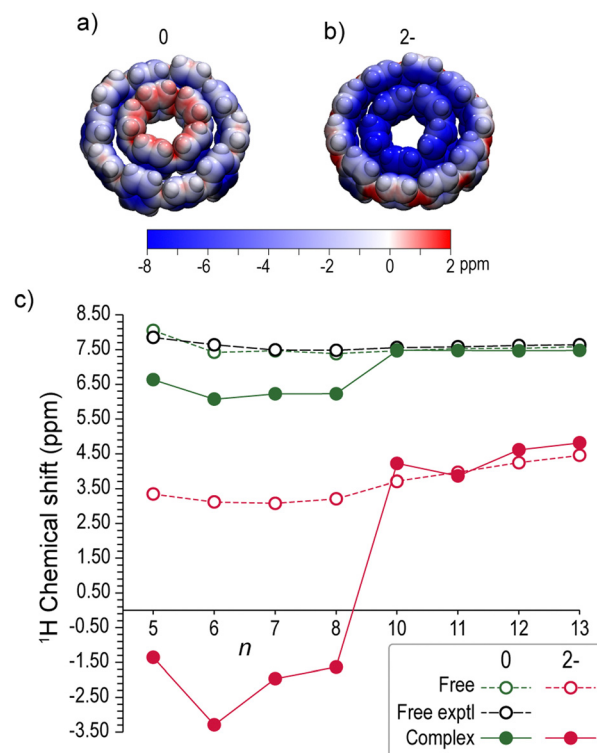 a)
b)
0
2-
-8 -6 -4 -2 0 2 ppm
c)
8.50
7.50
6.50
5.50
4.50
3.50
2.50
1.50
0.50
-0.50
-1.50
-2.50
-3.50
¹H Chemical shift (ppm)
5 6 7 8 10 11 12 13
n
0 2-
Free
Free exptl
Complex